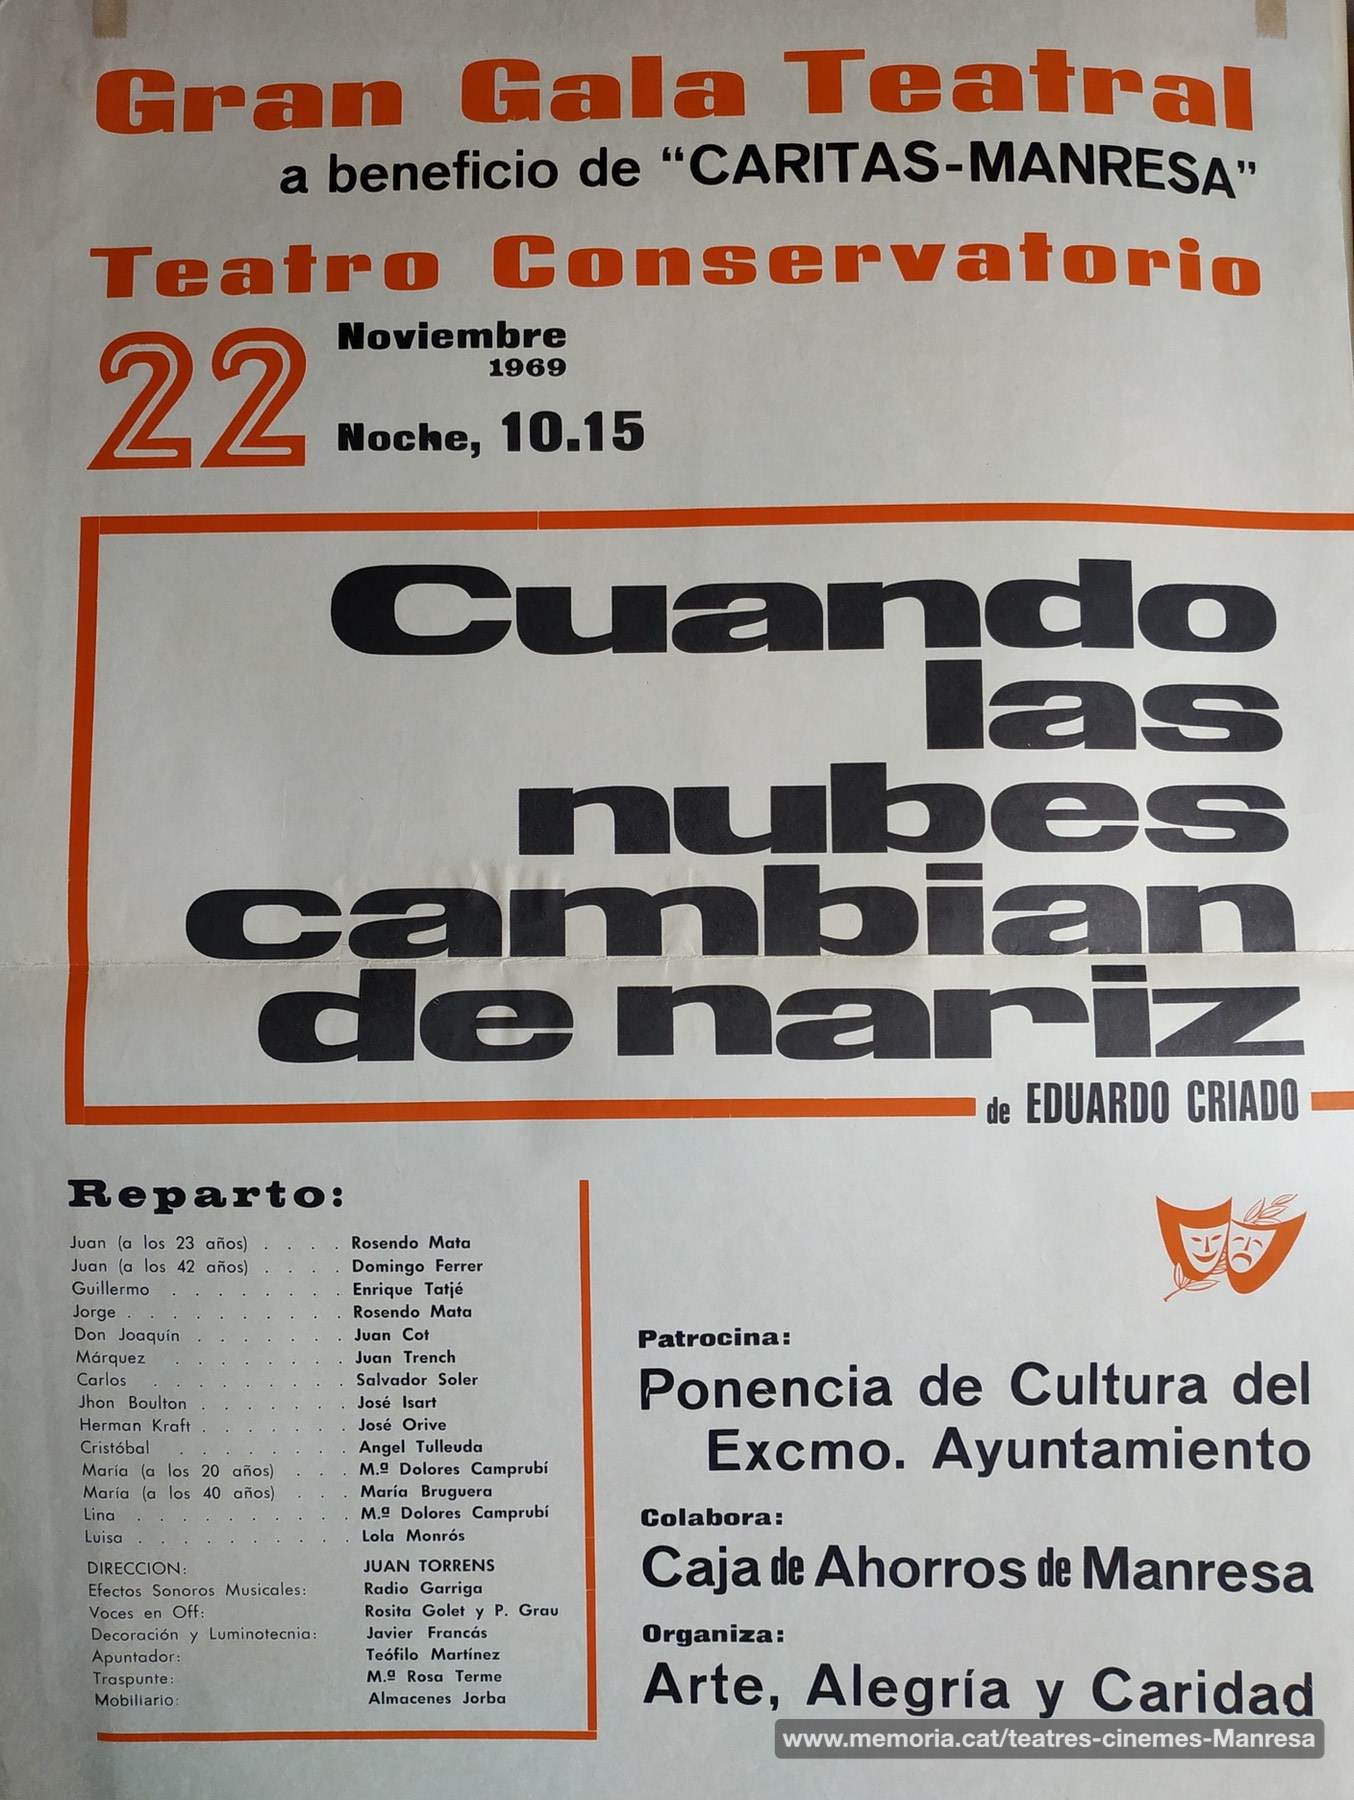 Gran Gala Teatral
a beneficio de "CARITAS-MANRESA"
Teatro Conservatorio
22 Noviembre
1969
Noche, 10.15
Cuando
las
nubes
cambian
de nariz
de EDUARDO CRIADO
Reparto:
Juan (a los 23 años) . . . . Rosendo Mata
Juan (a los 42 años) . . . . Domingo Ferrer
Guillermo . . . . . . . . Enrique Tatjé
Jorge . . . . . . . . . . Rosendo Mata
Don Joaquín . . . . . . . Juan Cot
Márquez . . . . . . . . Juan Trench
Carlos . . . . . . . . . Salvador Soler
Jhon Boulton . . . . . . . José Isart
Herman Kraft . . . . . . . José Orive
Cristóbal . . . . . . . . Angel Tulleuda
María (a los 20 años) . . . M.ª Dolores Camprubí
María (a los 40 años) . . . María Bruguera
Lina . . . . . . . . . . M.ª Dolores Camprubí
Luisa . . . . . . . . . . Lola Monrós
DIRECCION: JUAN TORRENS
Efectos Sonoros Musicales: Radio Garriga
Voces en Off: Rosita Golet y P. Grau
Decoración y Luminotecnia: Javier Francás
Apuntador: Teófilo Martínez
Traspunte: M.ª Rosa Terme
Mobiliario: Almacenes Jorba
Patrocina:
Ponencia de Cultura del
Excmo. Ayuntamiento
Colabora:
Caja de Ahorros de Manresa
Organiza:
Arte, Alegría y Caridad
www.memoria.cat/teatres-cinemes-Manresa